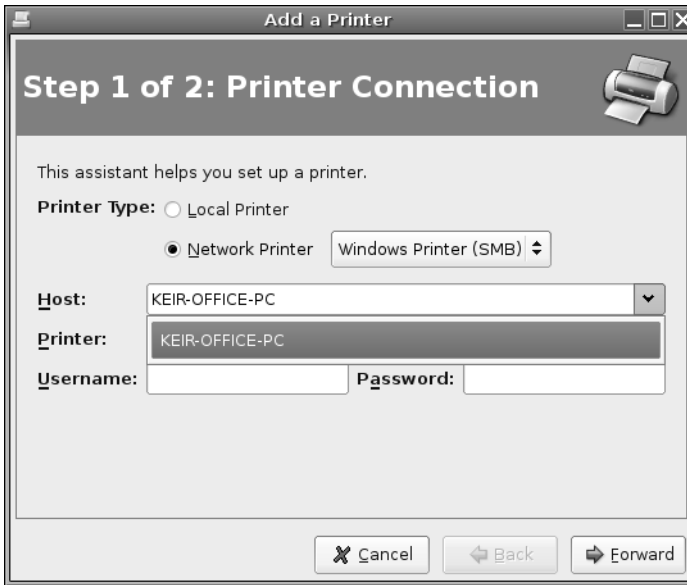 Add a Printer
Step 1 of 2: Printer Connection
This assistant helps you set up a printer.
Printer Type: Local Printer
Network Printer Windows Printer (SMB)
Host: KEIR-OFFICE-PC
Printer: KEIR-OFFICE-PC
Username: Password:
Cancel Back Forward